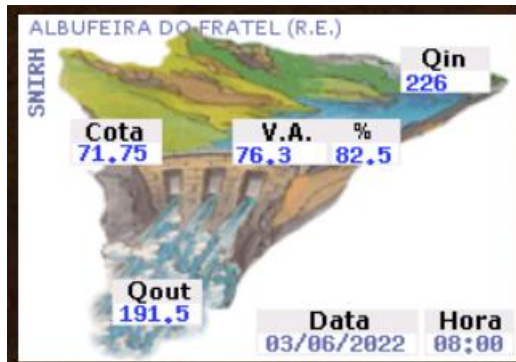 ALBUFEIRA DO FRATEL (R.E.)
SNIRH
Qin
226
Cota
71.75
V.A. %
76.3 82.5
Qout
191.5
Data Hora
03/06/2022 08:00